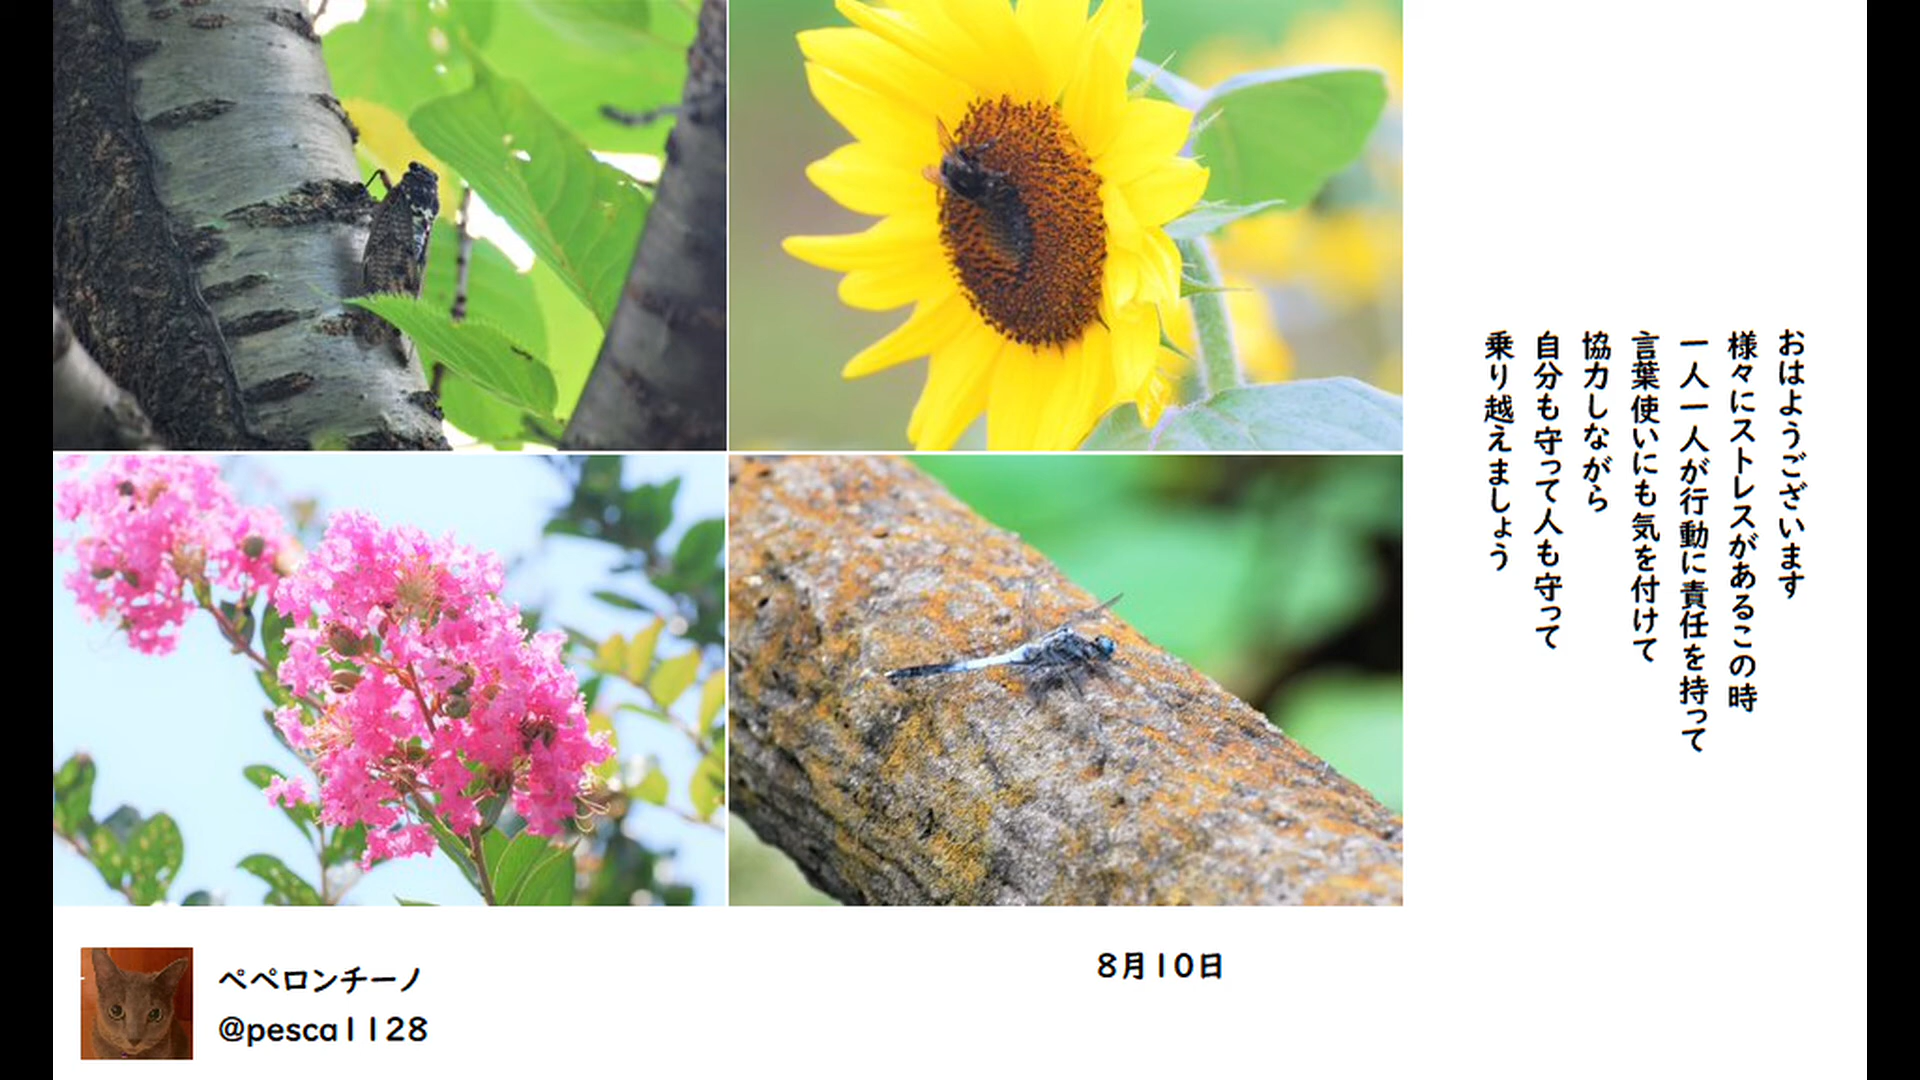 おはようございます
様々にストレスがあるこの時
一人一人が行動に責任を持って
言葉使いにも気を付けて
協力しながら
自分も守って人も守って
乗り越えましょう
ペペロンチーノ
@pesca1128
8月10日